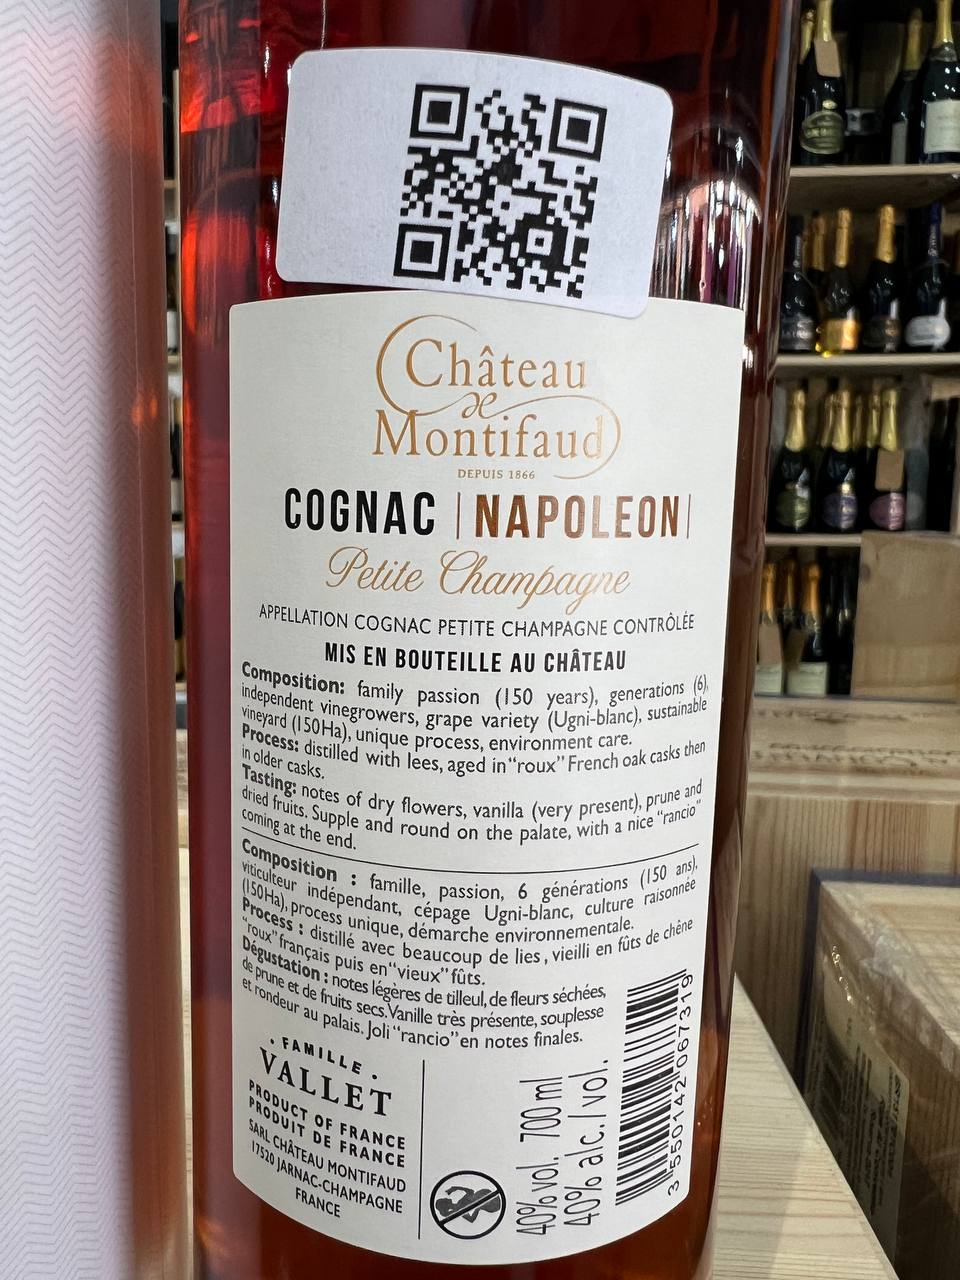 Château
de
Montifaud
DEPUIS 1866
COGNAC | NAPOLEON |
Petite Champagne
APPELLATION COGNAC PETITE CHAMPAGNE CONTRÔLÉE
MIS EN BOUTEILLE AU CHÂTEAU
Composition: family passion (150 years), generations (6),
independent vinegrowers, grape variety (Ugni-blanc), sustainable
vineyard (150Ha), unique process, environment care.
Process: distilled with lees, aged in "roux" French oak casks then
in older casks.
Tasting: notes of dry flowers, vanilla (very present), prune and
dried fruits. Supple and round on the palate, with a nice "rancio"
coming at the end.
Composition : famille, passion, 6 générations (150 ans),
viticulteur indépendant, cépage Ugni-blanc, culture raisonnée
(150Ha), process unique, démarche environnementale.
Process : distillé avec beaucoup de lies, vieilli en fûts de chêne
"roux" français puis en "vieux" fûts.
Dégustation : notes légères de tilleul, de fleurs séchées,
de prune et de fruits secs. Vanille très présente, souplesse
et rondeur au palais. Joli "rancio" en notes finales.
· FAMILLE ·
VALLET
PRODUCT OF FRANCE
PRODUIT DE FRANCE
SARL CHÂTEAU MONTIFAUD
17520 JARNAC-CHAMPAGNE
FRANCE
40% vol. 700 ml
40% alc./vol.
3 550142 067319